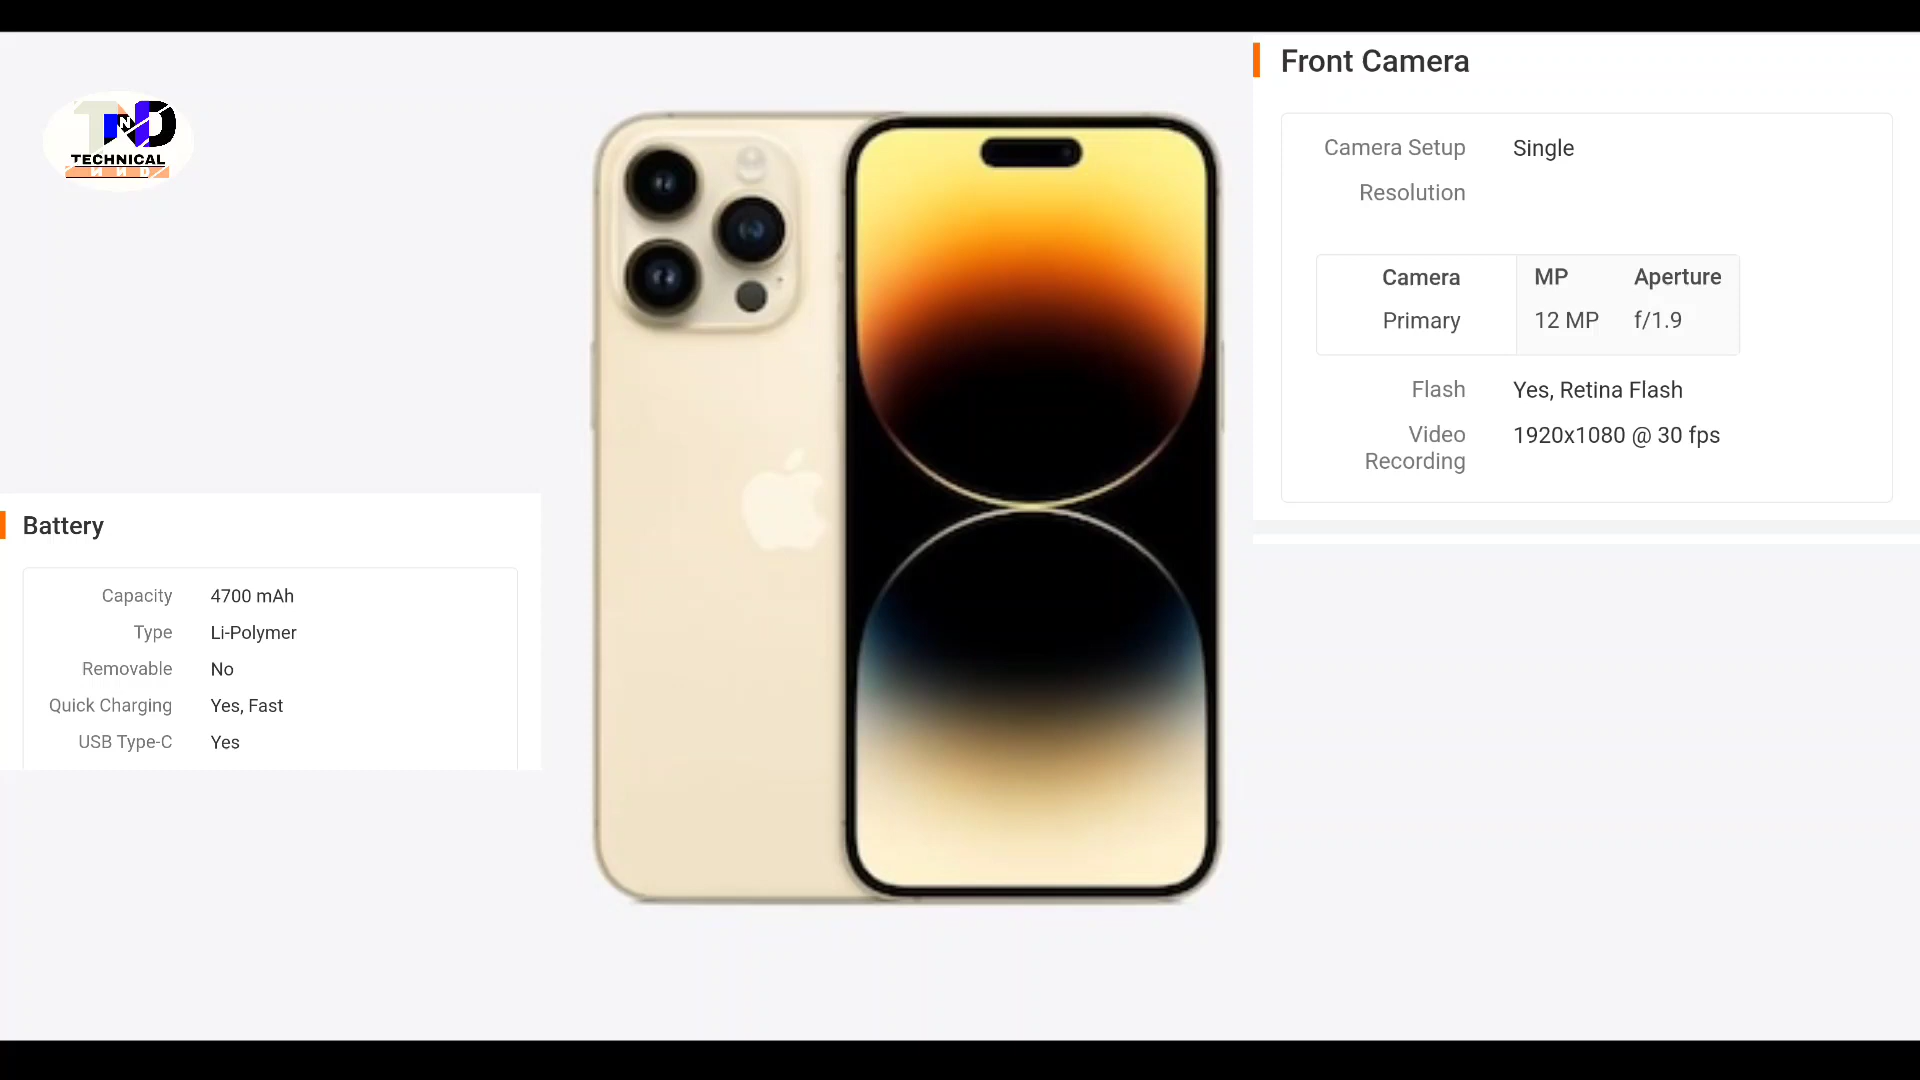 TND
TECHNICAL
NND
Front Camera
Camera Setup Single
Resolution
Camera MP Aperture
Primary 12 MP f/1.9
Flash Yes, Retina Flash
Video 1920x1080 @ 30 fps
Recording
Battery
Capacity 4700 mAh
Type Li-Polymer
Removable No
Quick Charging Yes, Fast
USB Type-C Yes